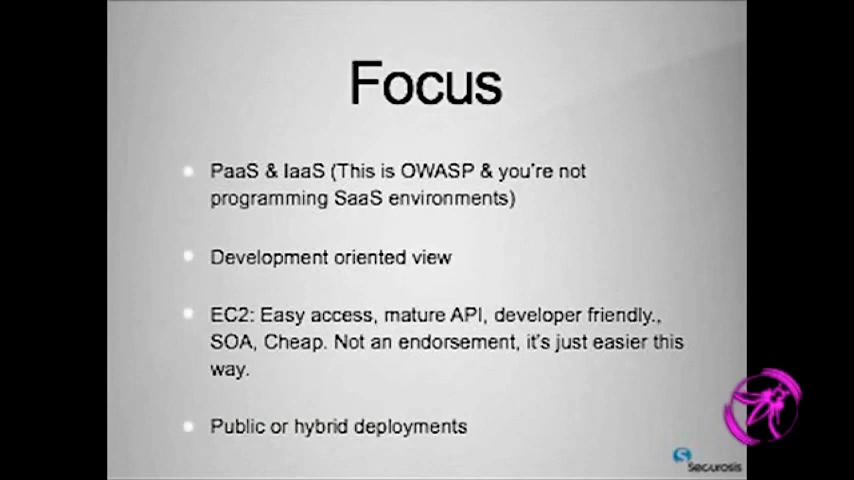 Focus
PaaS & IaaS (This is OWASP & you're not
programming SaaS environments)
Development oriented view
EC2: Easy access, mature API, developer friendly.,
SOA, Cheap. Not an endorsement, it's just easier this
way.
Public or hybrid deployments
Securosis